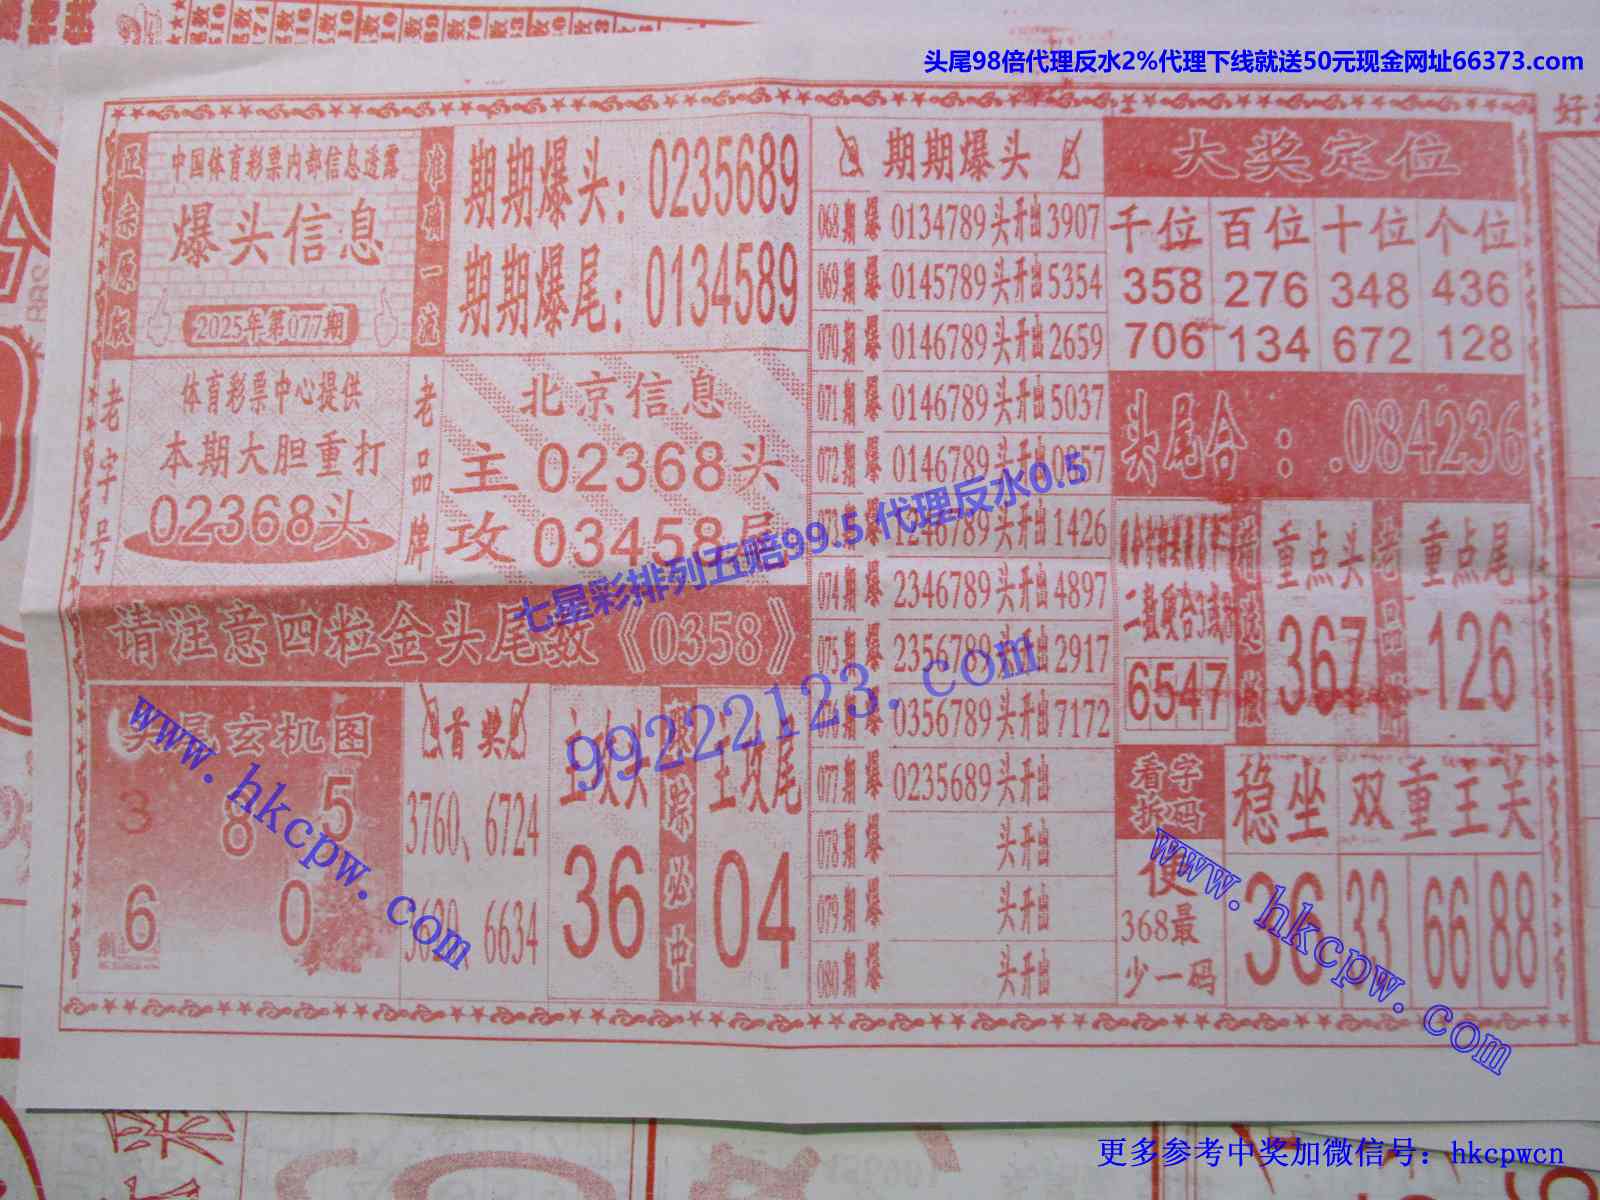 头尾98倍代理反水2%代理下线就送50元现金网址66373.com
正宗原版
中国体育彩票内部信息透露
爆头信息
2025年第077期
准确一流
期期爆头：0235689
期期爆尾：0134589
老字号
体育彩票中心提供
本期大胆重打
02368头
老品牌
北京信息
主02368头
攻03458尾
请注意四粒金头尾数《0358》
玄机图
3 8 5
6 0
首奖
3760、6724
6634
主攻头
36
跟踪必中
主攻尾
04
期期爆头
068期爆0134789头开出3907
069期爆0145789头开出5354
070期爆0146789头开出2659
071期爆0146789头开出5037
072期爆0146789头开出0857
073期爆1246789头开出1426
074期爆2346789头开出4897
075期爆2356789头开出2917
076期爆0356789头开出7172
077期爆0235689头开出
078期爆头开出
079期爆头开出
080期爆头开出
大奖定位
千位 百位 十位 个位
358 276 348 436
706 134 672 128
头尾合：.084236
6547
重点头
367
重点尾
126
看字拆码
便
368最
少一码
稳坐
36
双重王关
33 66 88
七星彩排列五赔99.5代理反水0.5
99222123.com
www.hkcpw.com
www.hkcpw.com
更多参考中奖加微信号：hkcpwcn